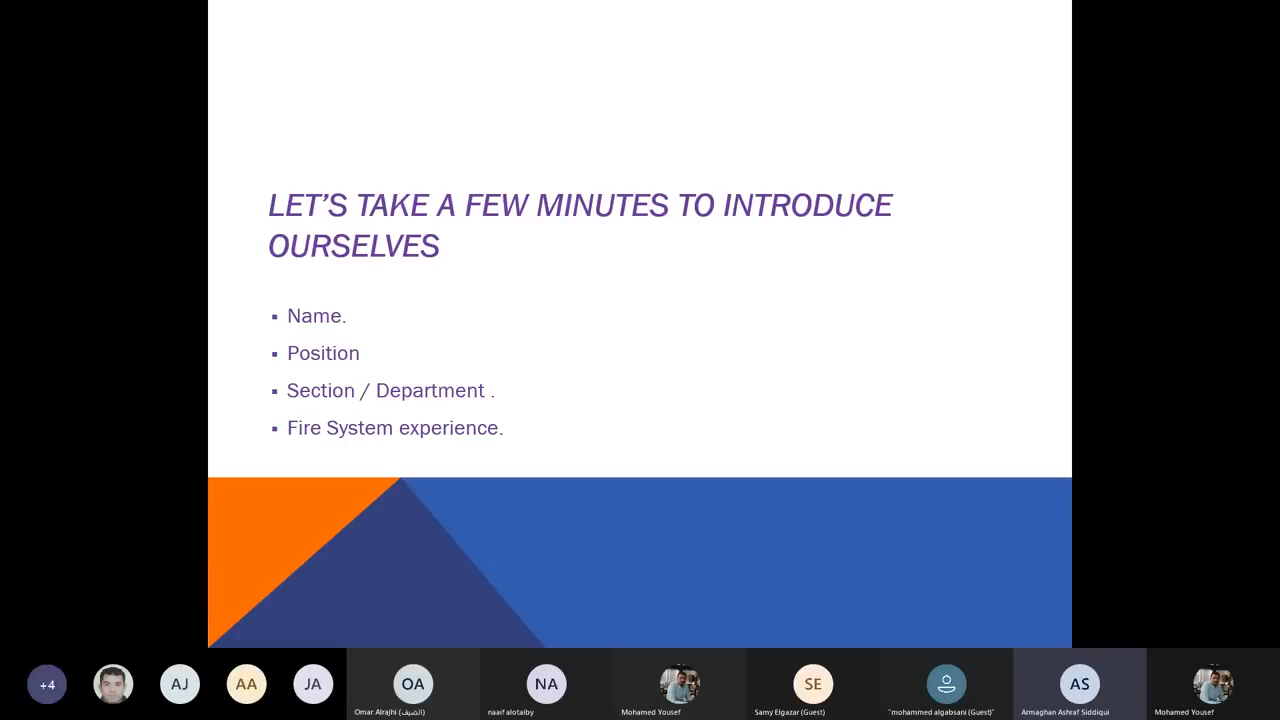 LET'S TAKE A FEW MINUTES TO INTRODUCE
OURSELVES
▪ Name.
▪ Position
▪ Section / Department .
▪ Fire System experience.
+4
AJ
AA
JA
OA
NA
SE
AS
Omar Alrajhi (الضيف)
naaif alotaiby
Mohamed Yousef
Samy Elgazar (Guest)
"mohammed algabsani (Guest)"
Armaghan Ashraf Siddiqui
Mohamed Yousef